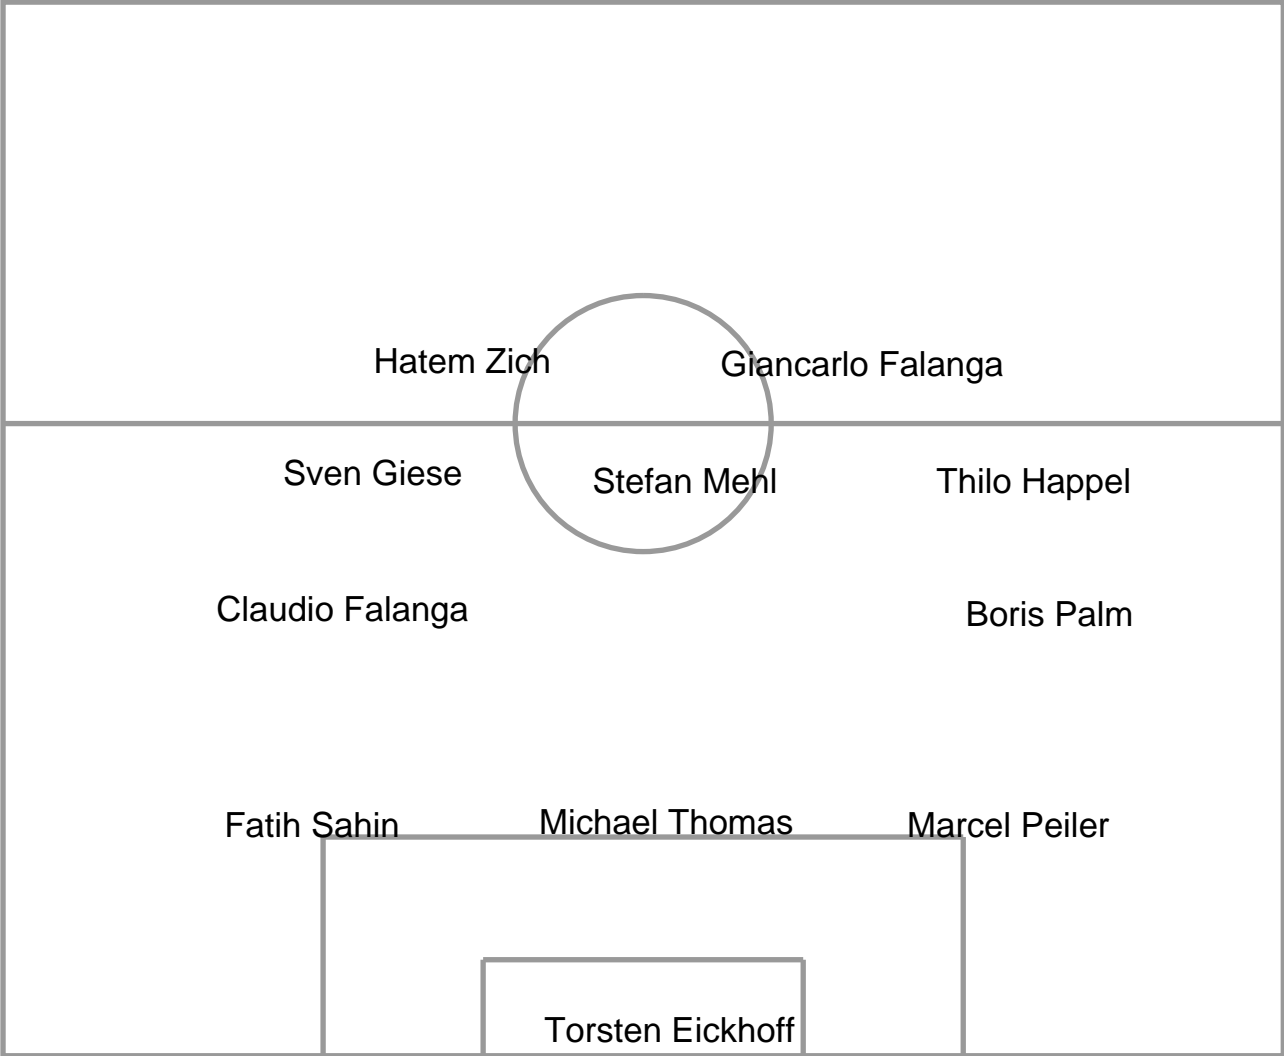 Hatem Zich
Giancarlo Falanga
Sven Giese
Stefan Mehl
Thilo Happel
Claudio Falanga
Boris Palm
Fatih Sahin
Michael Thomas
Marcel Peiler
Torsten Eickhoff